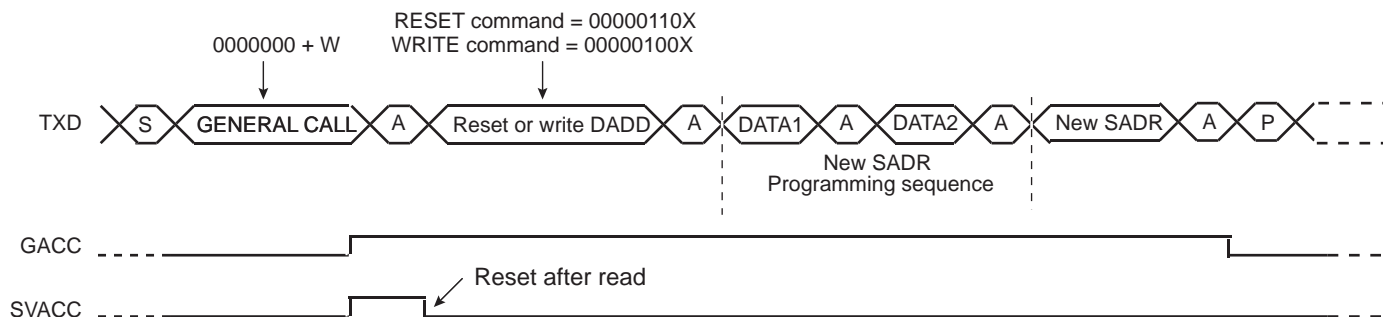 RESET command = 00000110X
0000000 + W
WRITE command = 00000100X
TXD S GENERAL CALL A Reset or write DADD A DATA1 A DATA2 A New SADR A P
New SADR
Programming sequence
GACC
Reset after read
SVACC